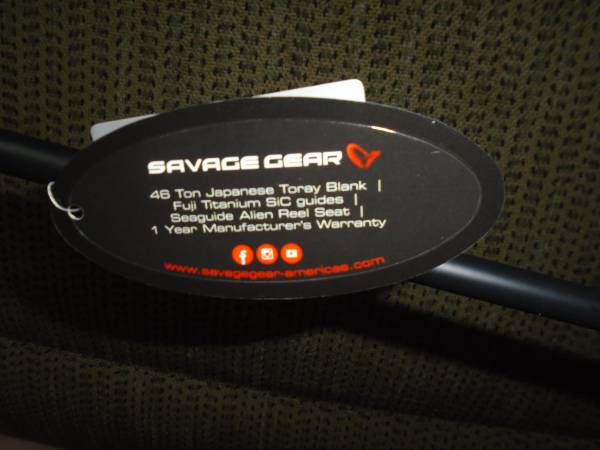 SAVAGE GEAR
46 Ton Japanese Toray Blank |
Fuji Titanium SiC guides |
Seaguide Alien Reel Seat |
1 Year Manufacturer's Warranty
www.savagegear-americas.com